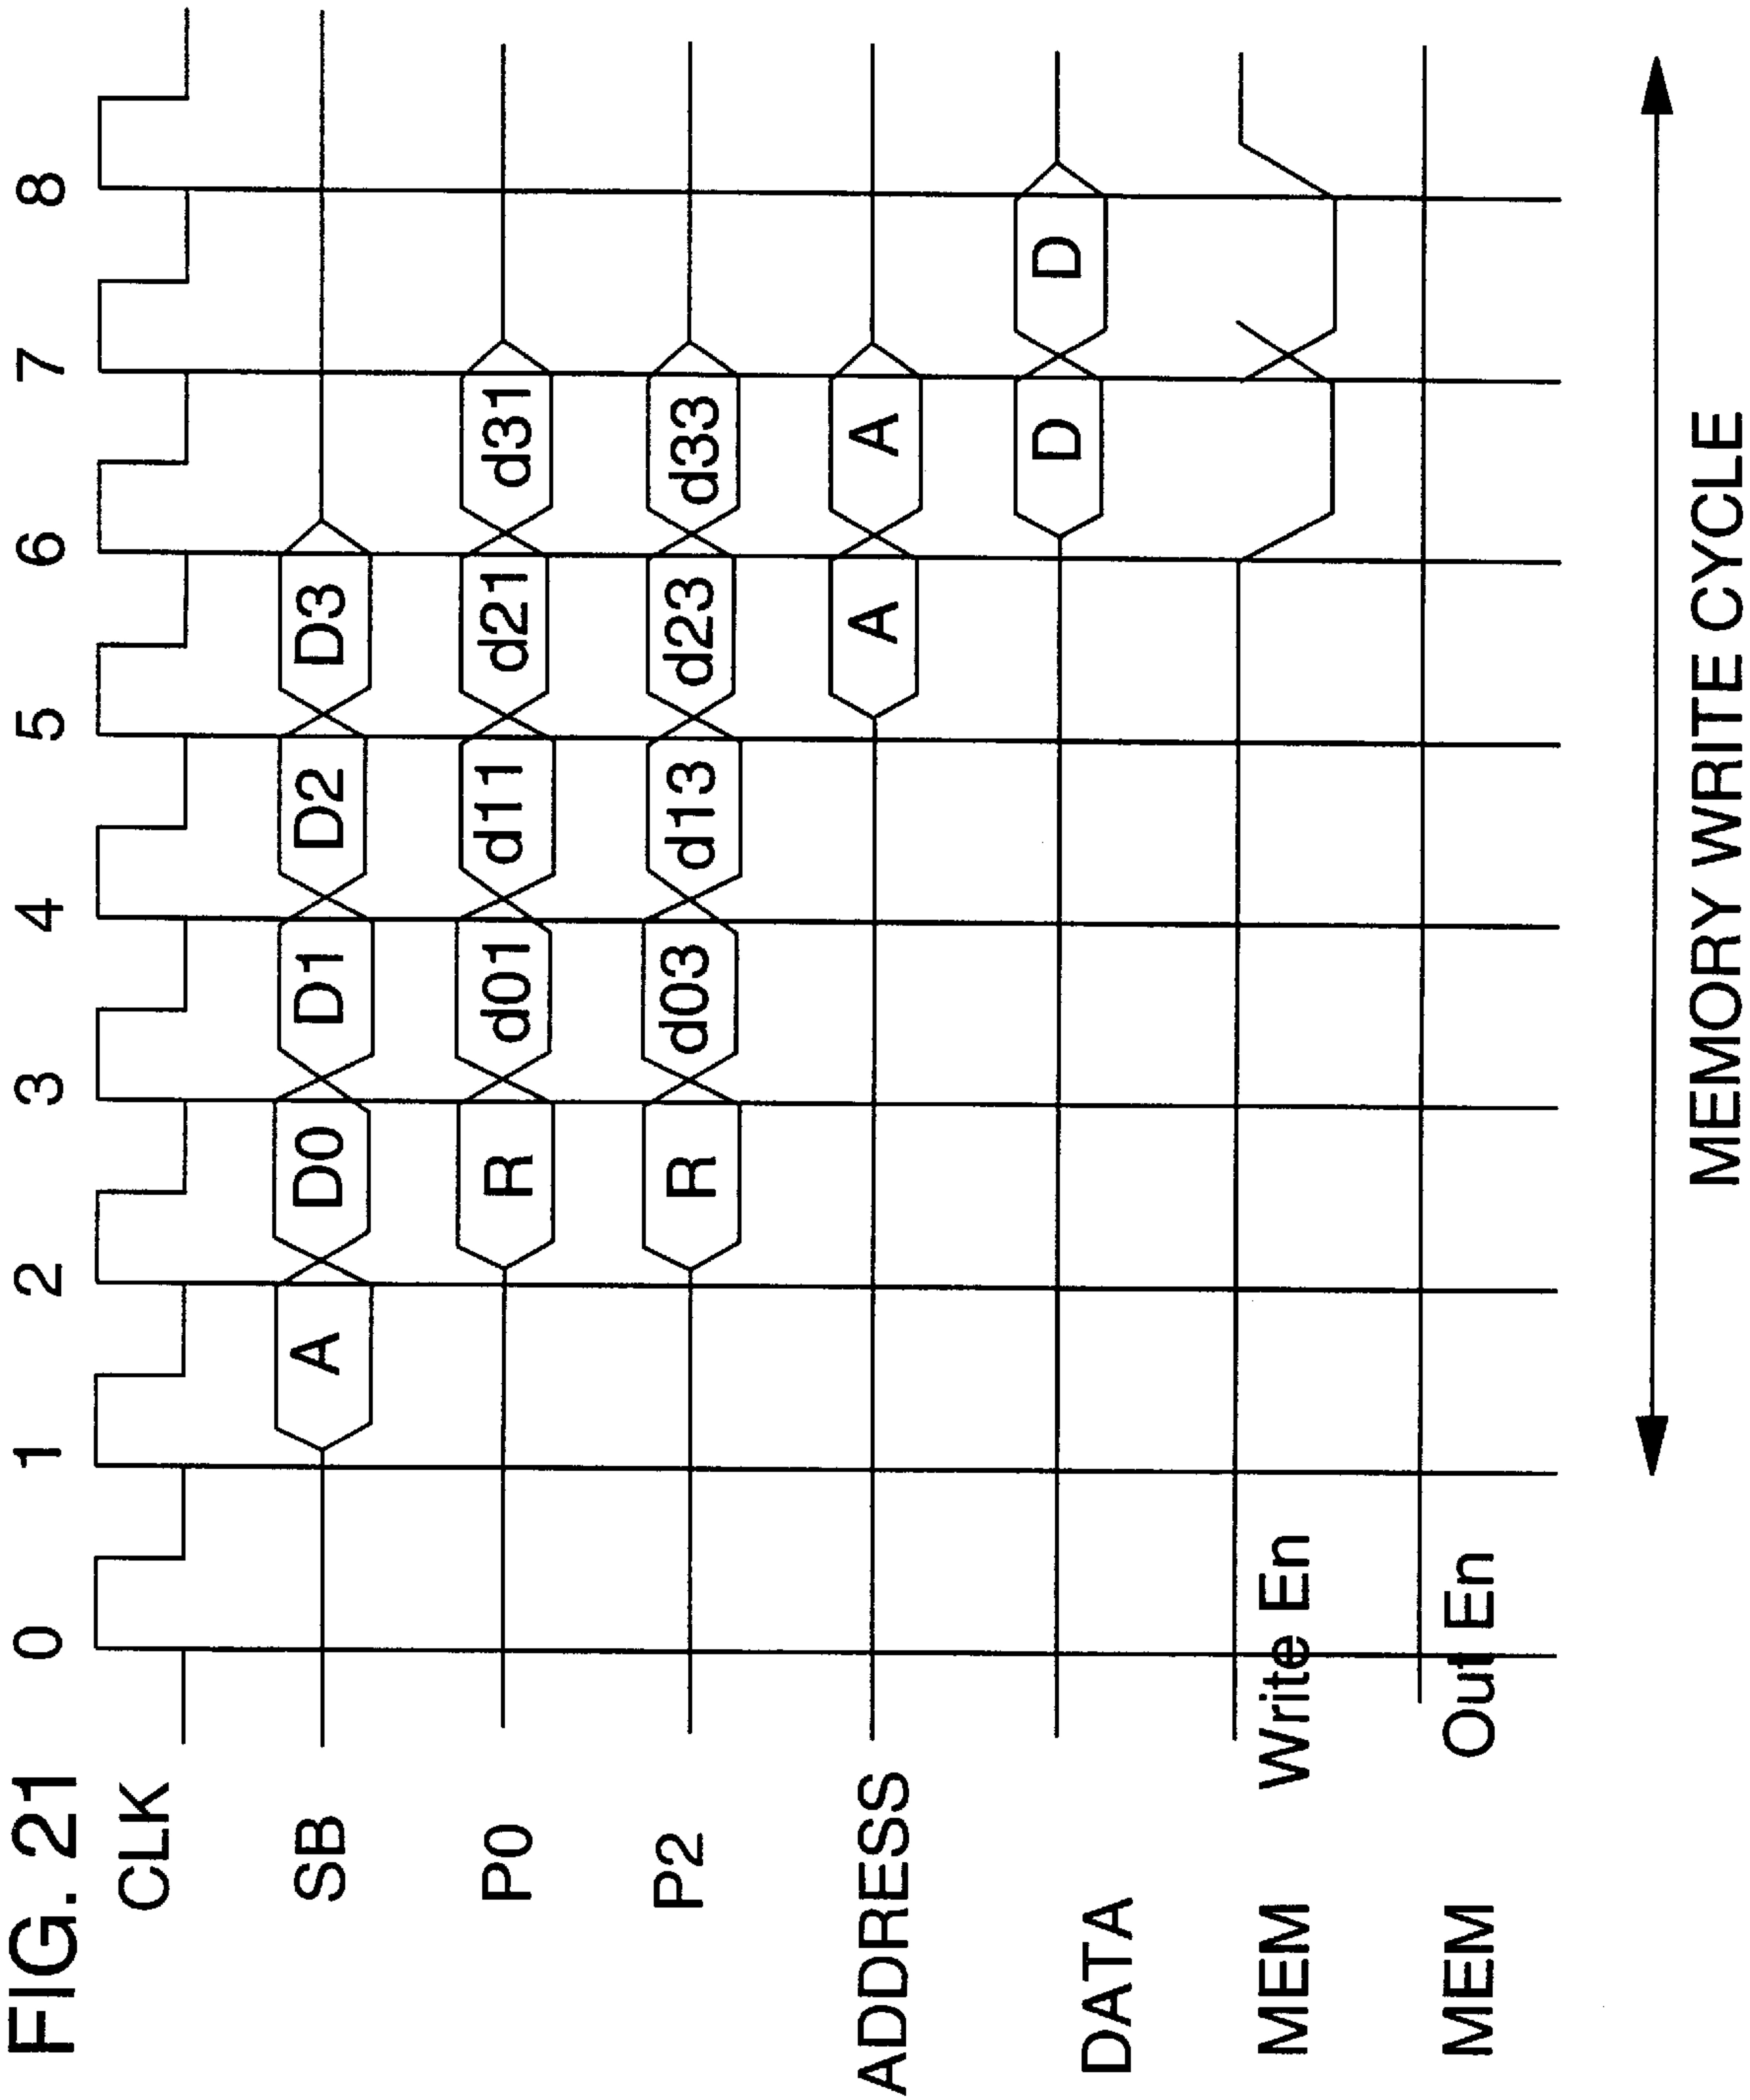 FIG. 21
0 1 2 3 4 5 6 7 8
CLK
SB A D0 D1 D2 D3
P0 R d01 d11 d21 d31
P2 R d03 d13 d23 d33
ADDRESS A A
DATA D D
MEM Write En
MEM Out En
MEMORY WRITE CYCLE